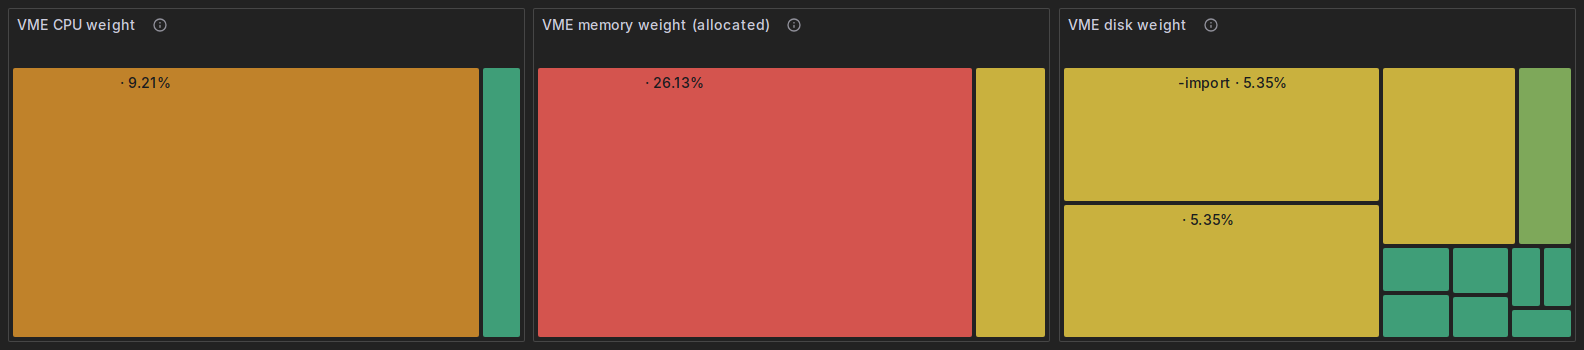 VME CPU weight
· 9.21%
VME memory weight (allocated)
· 26.13%
VME disk weight
-import · 5.35%
· 5.35%